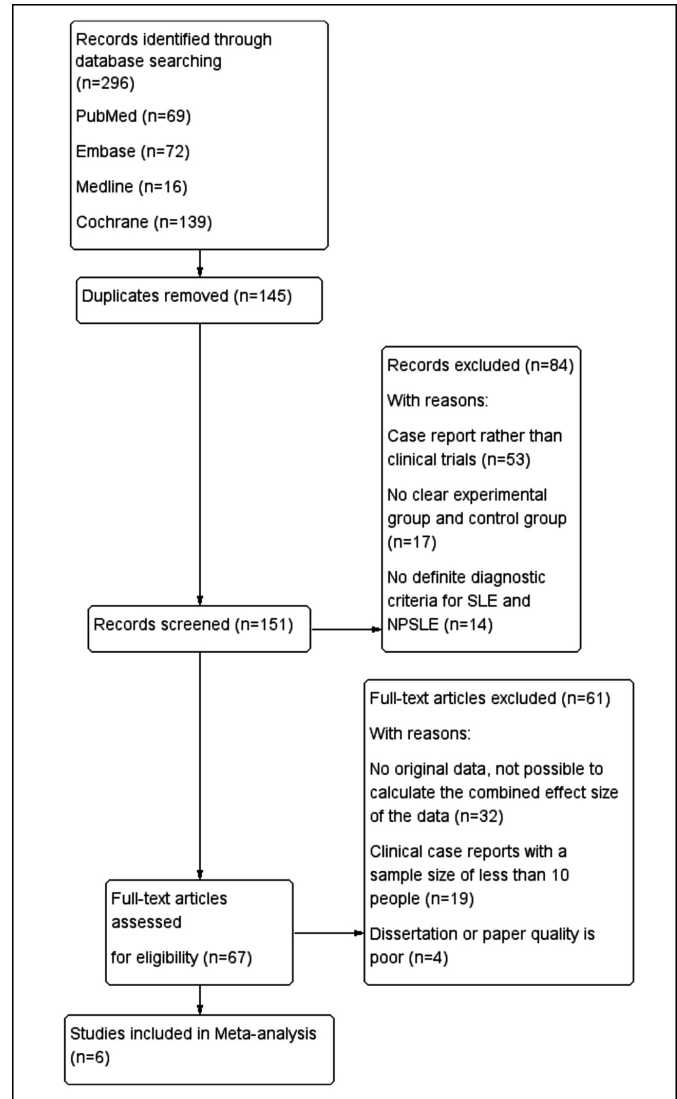 Records identified through
database searching
(n=296)
PubMed (n=69)
Embase (n=72)
Medline (n=16)
Cochrane (n=139)
Duplicates removed (n=145)
Records excluded (n=84)
With reasons:
Case report rather than
clinical trials (n=53)
No clear experimental
group and control group
(n=17)
No definite diagnostic
criteria for SLE and
NPSLE (n=14)
Records screened (n=151)
Full-text articles excluded (n=61)
With reasons:
No original data, not possible to
calculate the combined effect size
of the data (n=32)
Clinical case reports with a
sample size of less than 10
people (n=19)
Dissertation or paper quality is
poor (n=4)
Full-text articles
assessed
for eligibility (n=67)
Studies included in Meta-analysis
(n=6)